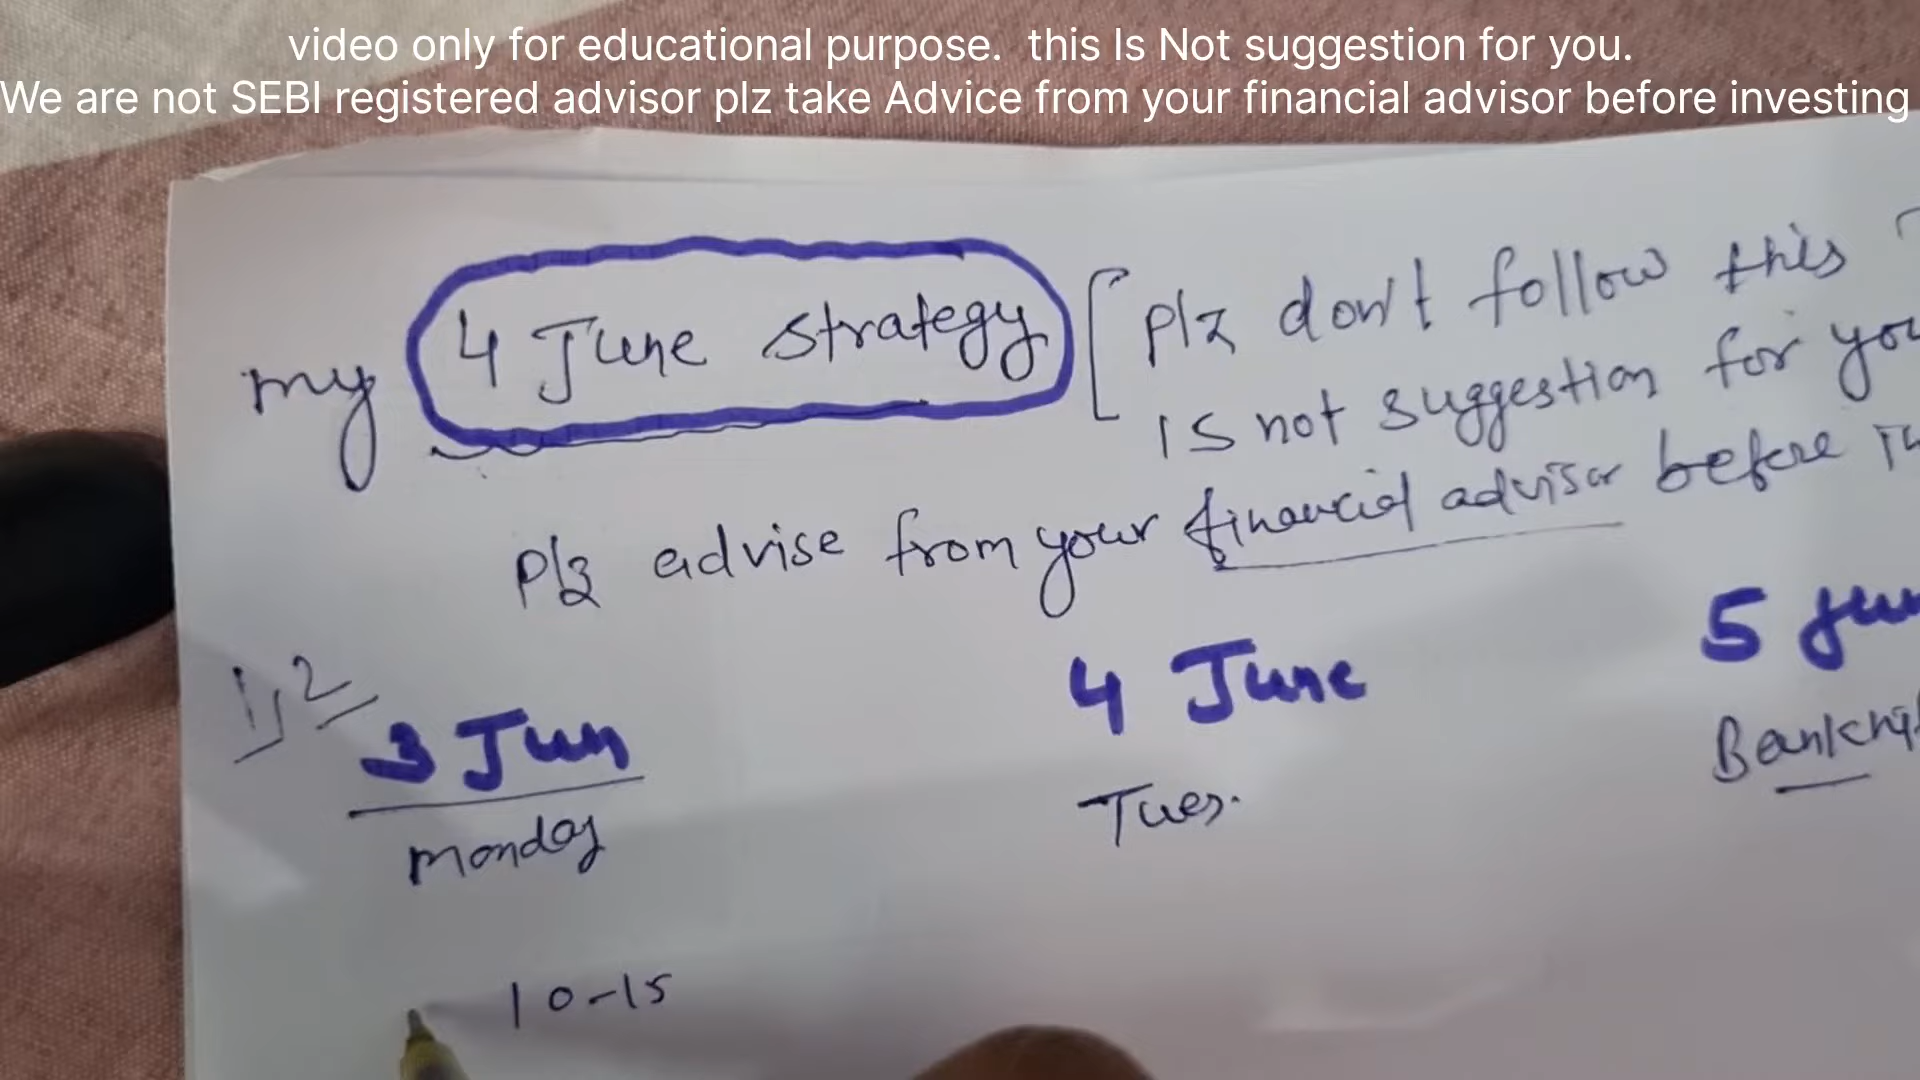 video only for educational purpose. this Is Not suggestion for you.
We are not SEBI registered advisor plz take Advice from your financial advisor before investing
my 4 June strategy [ Plz don't follow this
is not suggestion for you
Plz advise from your financial advisor before
1, 2
3 Jun
4 June
5
monday
Tues.
10-15